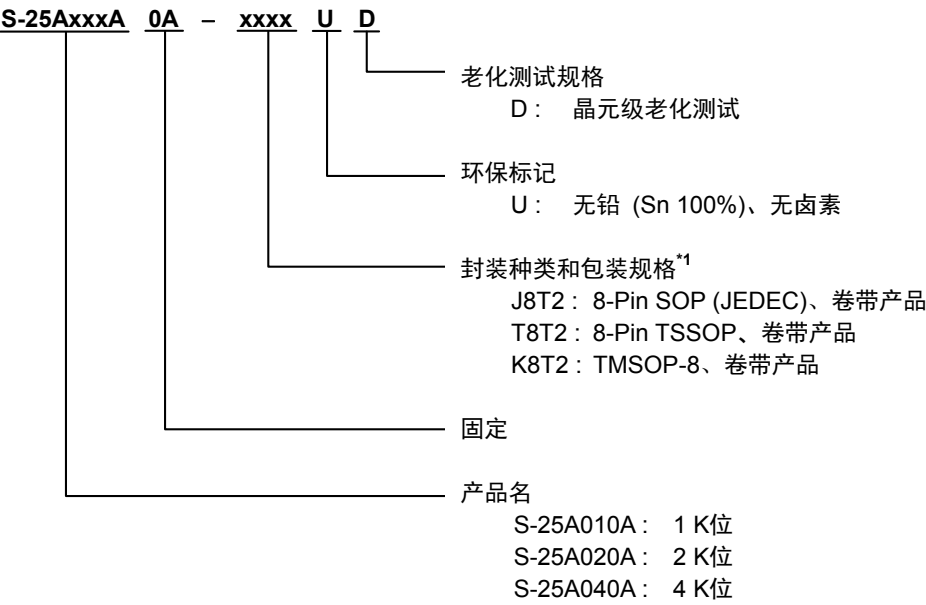 S-25AxxxA 0A – xxxx U D
老化测试规格
D : 晶元级老化测试
环保标记
U : 无铅 (Sn 100%)、无卤素
封装种类和包装规格*1
J8T2 : 8-Pin SOP (JEDEC)、卷带产品
T8T2 : 8-Pin TSSOP、卷带产品
K8T2 : TMSOP-8、卷带产品
固定
产品名
S-25A010A : 1 K位
S-25A020A : 2 K位
S-25A040A : 4 K位